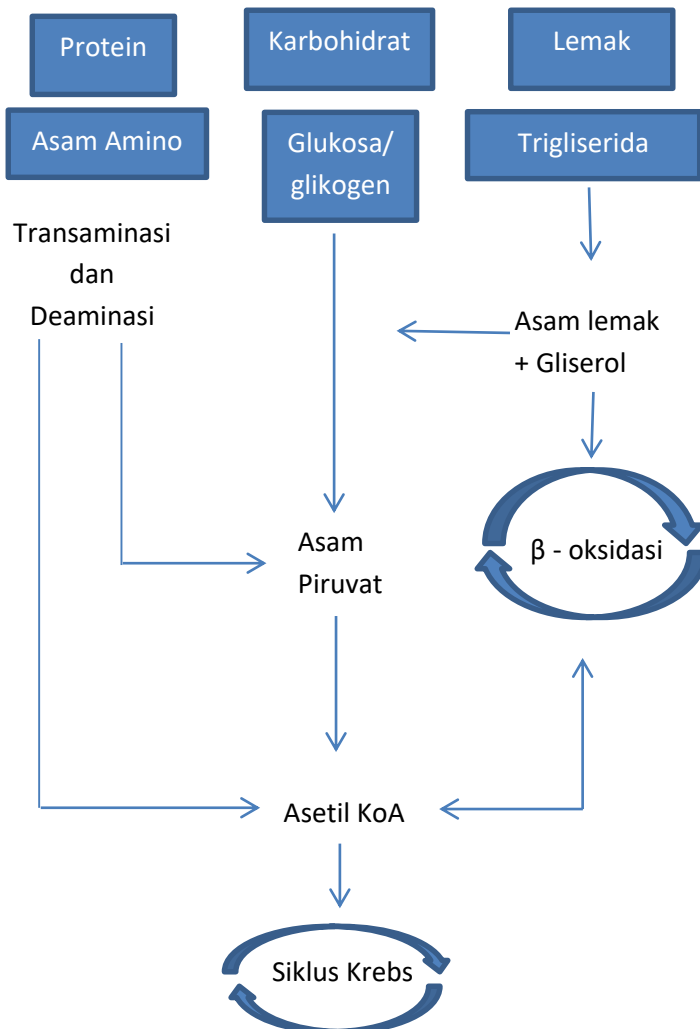 Protein
Karbohidrat
Lemak
Asam Amino
Glukosa/
glikogen
Trigliserida
Transaminasi
dan
Deaminasi
Asam lemak
+ Gliserol
Asam
Piruvat
β - oksidasi
Asetil KoA
Siklus Krebs